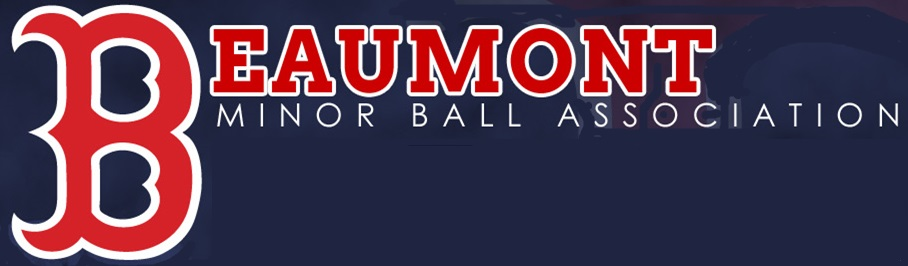 BEAUMONT
MINOR BALL ASSOCIATION